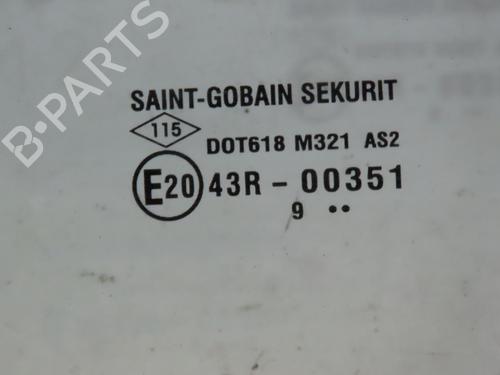 B-PARTS
SAINT-GOBAIN SEKURIT
115
DOT618 M321 AS2
E20 43R - 00351
9 ••